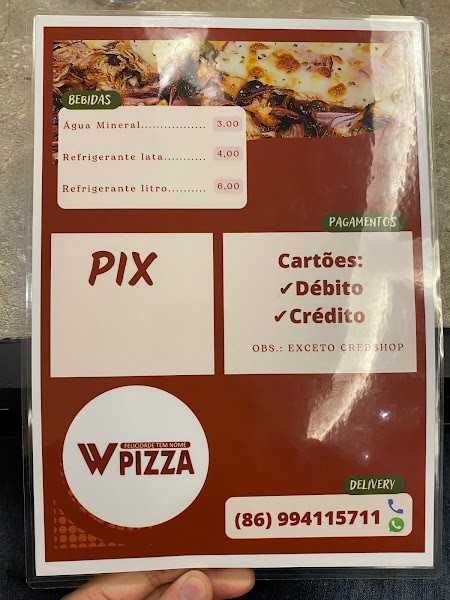 BEBIDAS
Água Mineral................. 3,00
Refrigerante lata........... 4,00
Refrigerante litro.......... 6,00
PAGAMENTOS
PIX
Cartões:
✓Débito
✓Crédito
OBS.: EXCETO CREDSHOP
FELICIDADE TEM NOME
W PIZZA
DELIVERY
(86) 994115711